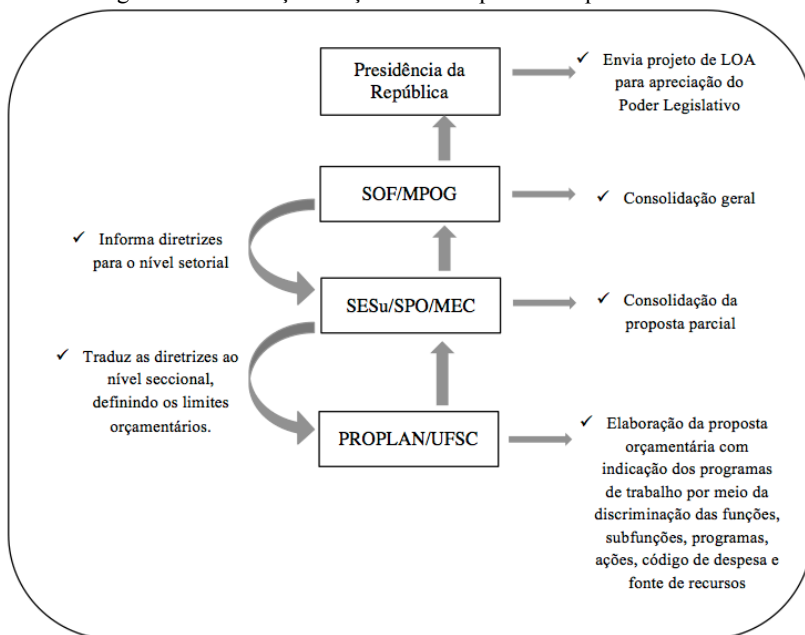 Presidência da
República
✓ Envia projeto de LOA
para apreciação do
Poder Legislativo
SOF/MPOG
✓ Consolidação geral
✓ Informa diretrizes
para o nível setorial
SESu/SPO/MEC
✓ Consolidação da
proposta parcial
✓ Traduz as diretrizes ao
nível seccional,
definindo os limites
orçamentários.
PROPLAN/UFSC
✓ Elaboração da proposta
orçamentária com
indicação dos programas
de trabalho por meio da
discriminação das funções,
subfunções, programas,
ações, código de despesa e
fonte de recursos